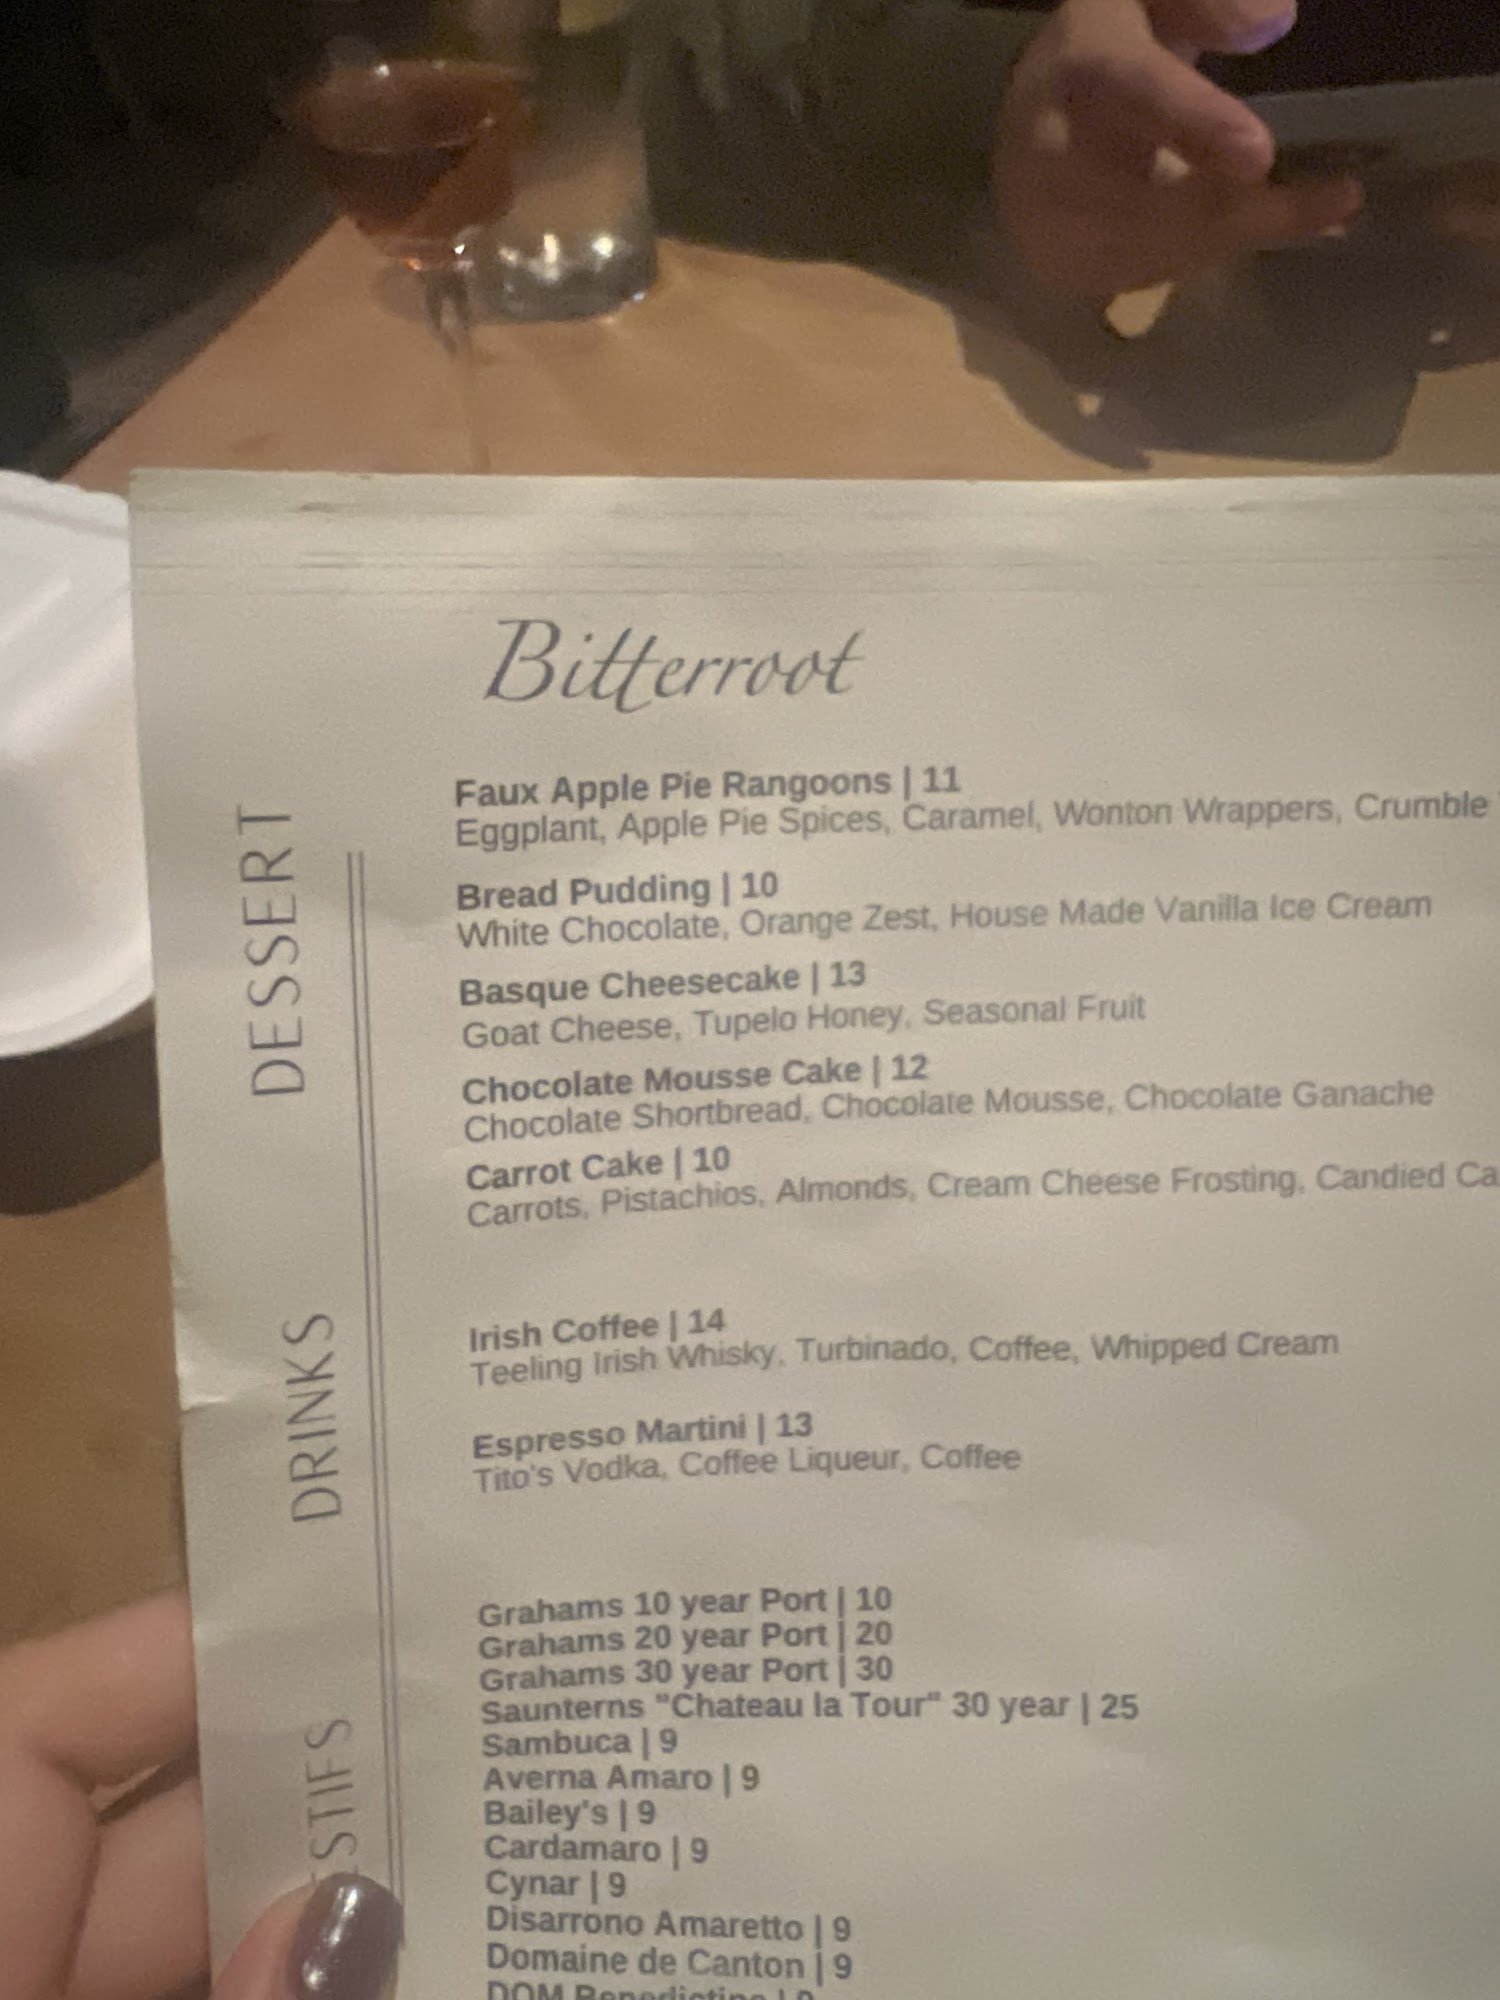 Bitterroot
DESSERT
Faux Apple Pie Rangoons | 11
Eggplant, Apple Pie Spices, Caramel, Wonton Wrappers, Crumble
Bread Pudding | 10
White Chocolate, Orange Zest, House Made Vanilla Ice Cream
Basque Cheesecake | 13
Goat Cheese, Tupelo Honey, Seasonal Fruit
Chocolate Mousse Cake | 12
Chocolate Shortbread, Chocolate Mousse, Chocolate Ganache
Carrot Cake | 10
Carrots, Pistachios, Almonds, Cream Cheese Frosting, Candied Ca
DRINKS
Irish Coffee | 14
Teeling Irish Whisky, Turbinado, Coffee, Whipped Cream
Espresso Martini | 13
Tito's Vodka, Coffee Liqueur, Coffee
ESTIFS
Grahams 10 year Port | 10
Grahams 20 year Port | 20
Grahams 30 year Port | 30
Saunterns "Chateau la Tour" 30 year | 25
Sambuca | 9
Averna Amaro | 9
Bailey's | 9
Cardamaro | 9
Cynar | 9
Disarrono Amaretto | 9
Domaine de Canton | 9
DOM Benedictine | 9